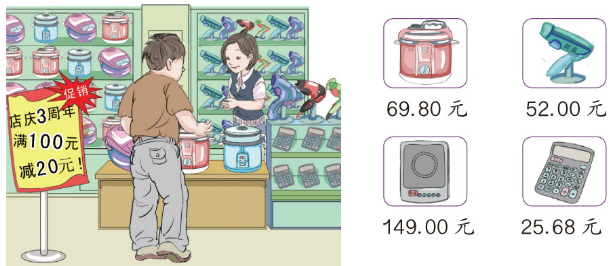 促销
店庆3周年
满100元
减20元!
69.80 元
52.00 元
149.00 元
25.68 元